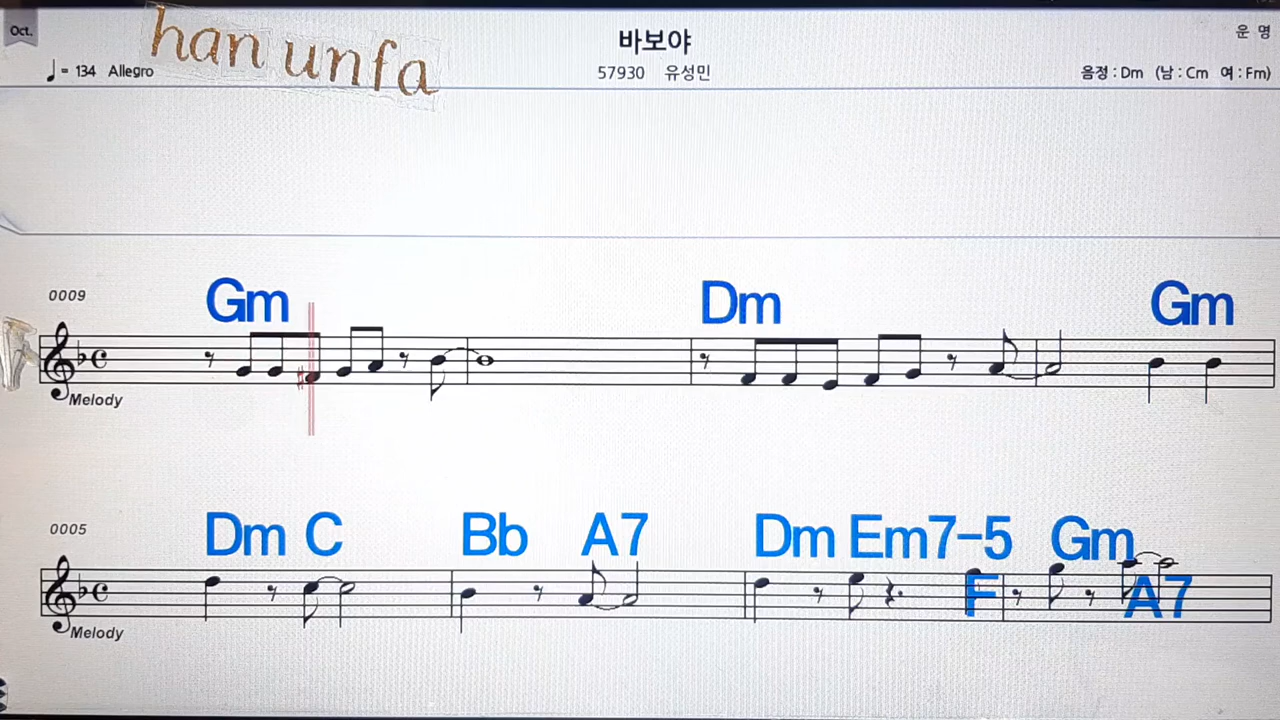 Oct.
han unfa
바보야
운 명
♩= 134 Allegro
57930 유성민
음정 : Dm (남 : Cm 여 : Fm)
0009
Gm Dm Gm
Melody
0005
Dm C Bb A7 Dm Em7-5 Gm
F A7
Melody